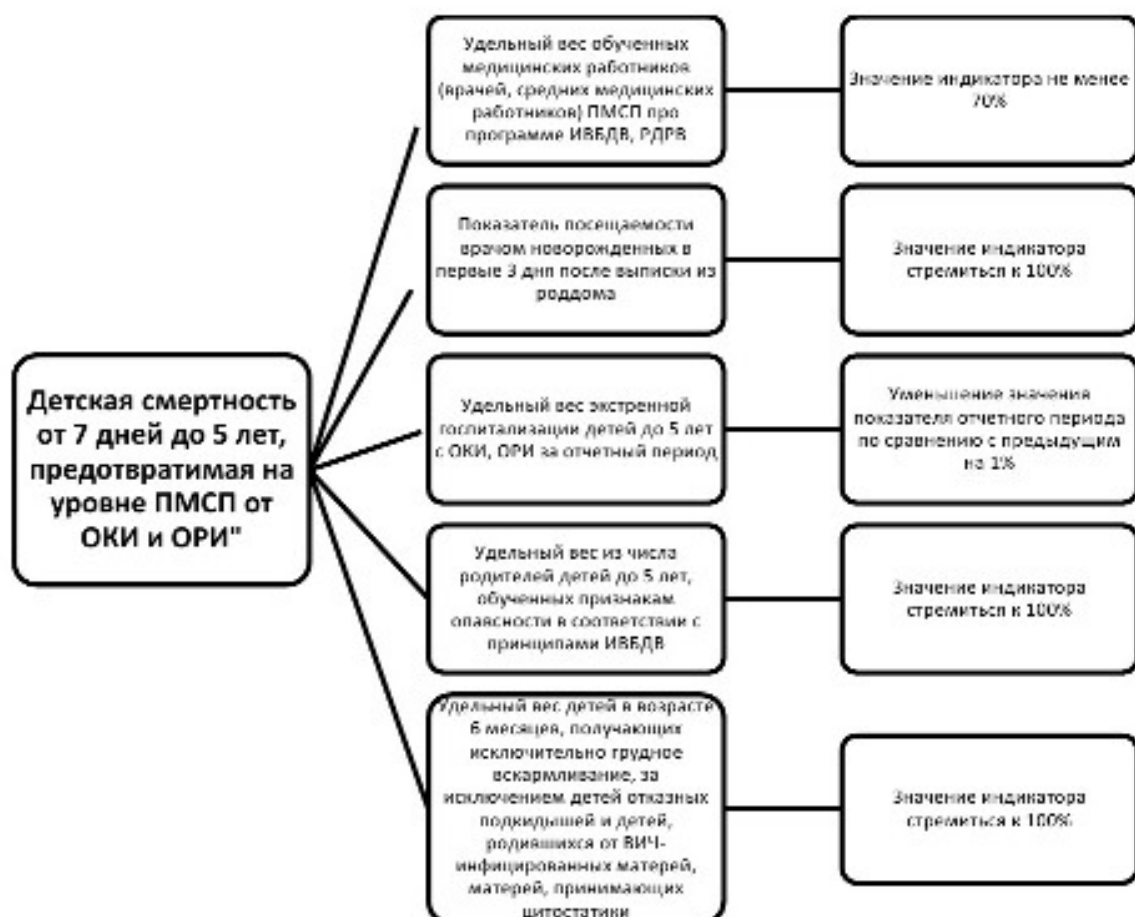 Удельный вес обученных
медицинских работников
(врачей, средних медицинских
работников) ПМСП про
программе ИВБДВ, РДРВ
Значение индикатора не менее
70%
Показатель посещаемости
врачом новорожденных в
первые 3 дня после выписки из
роддома
Значение индикатора
стремиться к 100%
Детская смертность
от 7 дней до 5 лет,
предотвратимая на
уровне ПМСП от
ОКИ и ОРИ"
Удельный вес экстренной
госпитализации детей до 5 лет
с ОКИ, ОРИ за отчетный период
Уменьшение значения
показателя отчетного периода
по сравнению с предыдущим
на 1%
Удельный вес из числа
родителей детей до 5 лет,
обученных признакам
опасности в соответствии с
принципами ИВБДВ
Значение индикатора
стремиться к 100%
Удельный вес детей в возрасте
6 месяцев, получающих
исключительно грудное
вскармливание, за
исключением детей отказных
подкидышей и детей,
родившихся от ВИЧ-
инфицированных матерей,
матерей, принимающих
цитостатики
Значение индикатора
стремиться к 100%